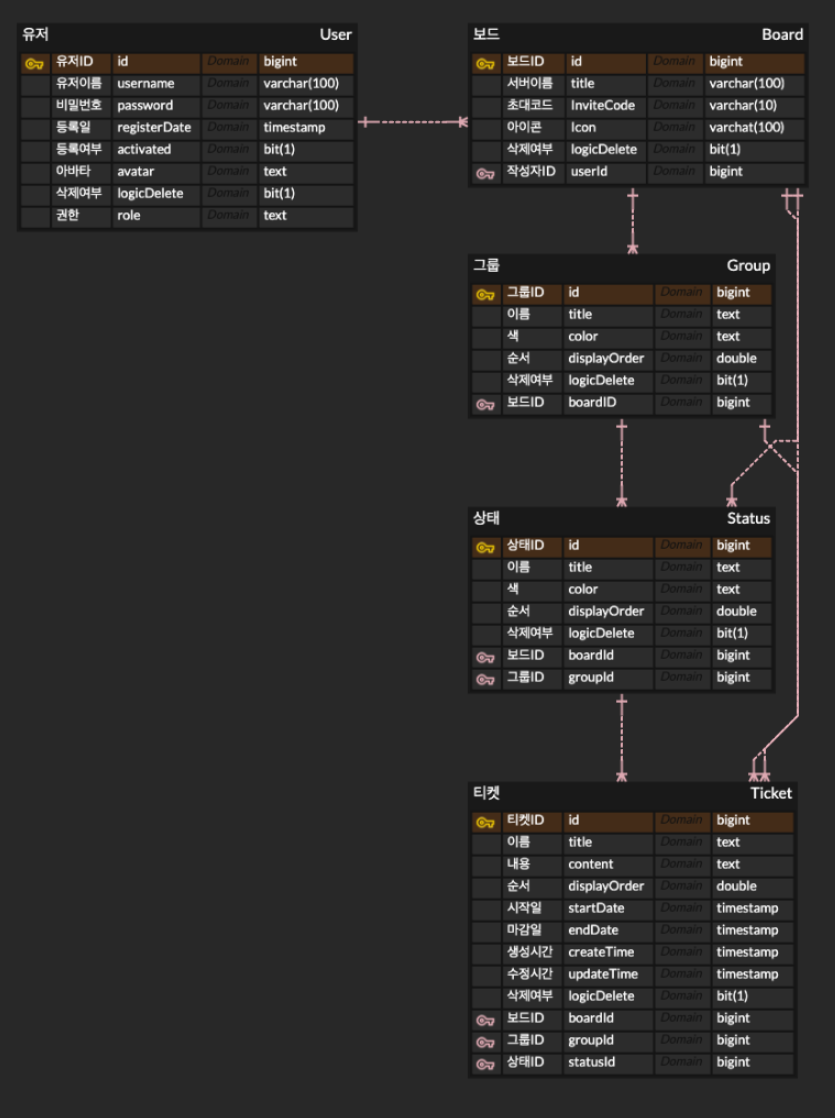 유저 User
유저ID id Domain bigint
유저이름 username Domain varchar(100)
비밀번호 password Domain varchar(100)
등록일 registerDate Domain timestamp
등록여부 activated Domain bit(1)
아바타 avatar Domain text
삭제여부 logicDelete Domain bit(1)
권한 role Domain text
보드 Board
보드ID id Domain bigint
서버이름 title Domain varchar(100)
초대코드 InviteCode Domain varchar(10)
아이콘 Icon Domain varchat(100)
삭제여부 logicDelete Domain bit(1)
작성자ID userId Domain bigint
그룹 Group
그룹ID id Domain bigint
이름 title Domain text
색 color Domain text
순서 displayOrder Domain double
삭제여부 logicDelete Domain bit(1)
보드ID boardID Domain bigint
상태 Status
상태ID id Domain bigint
이름 title Domain text
색 color Domain text
순서 displayOrder Domain double
삭제여부 logicDelete Domain bit(1)
보드ID boardId Domain bigint
그룹ID groupId Domain bigint
티켓 Ticket
티켓ID id Domain bigint
이름 title Domain text
내용 content Domain text
순서 displayOrder Domain double
시작일 startDate Domain timestamp
마감일 endDate Domain timestamp
생성시간 createTime Domain timestamp
수정시간 updateTime Domain timestamp
삭제여부 logicDelete Domain bit(1)
보드ID boardId Domain bigint
그룹ID groupId Domain bigint
상태ID statusId Domain bigint